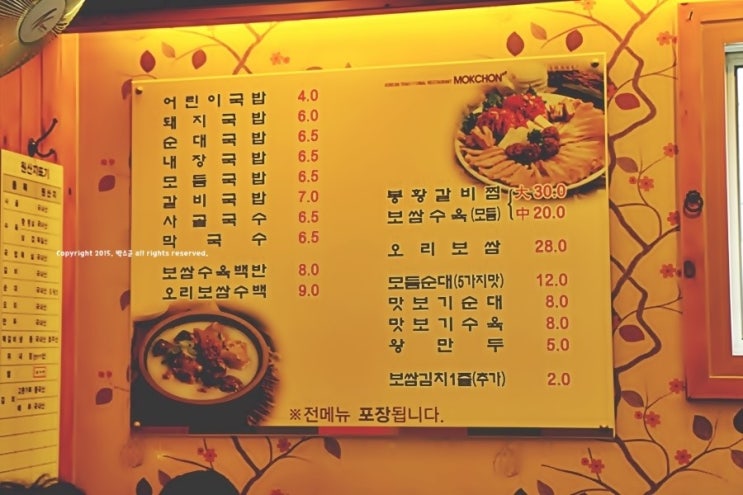 KOREAN TRADITIONAL RESTAURANT MOKCHON
어린이국밥 4.0
돼지국밥 6.0
순대국밥 6.5
내장국밥 6.5
모듬국밥 6.5
갈비국밥 7.0
사골국수 6.5
막국수 6.5
보쌈수육백반 8.0
오리보쌈수백 9.0
봉황갈비찜 大 30.0
보쌈수육(모듬) 中 20.0
오리보쌈 28.0
모듬순대(5가지맛) 12.0
맛보기순대 8.0
맛보기수육 8.0
왕만두 5.0
보쌈김치1줄(추가) 2.0
※전메뉴 포장됩니다.
원산지표기
Copyright 2015. all rights reserved.